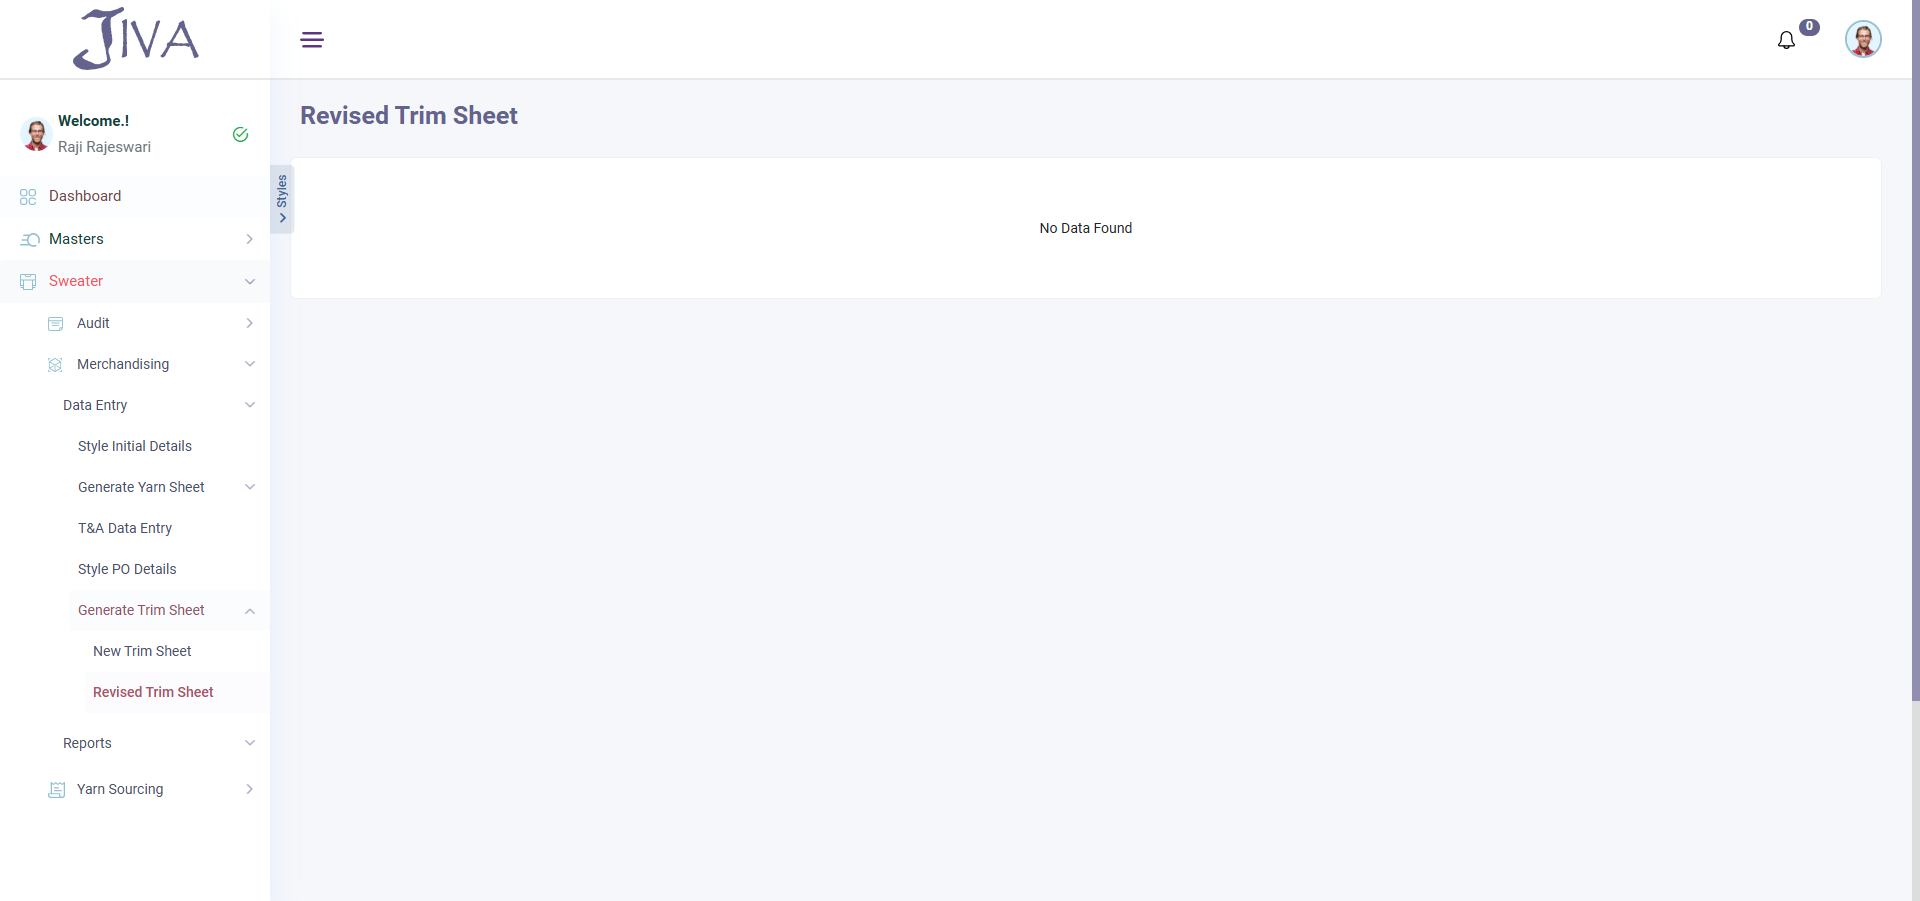 JIVA
0
Welcome.!
Raji Rajeswari
Dashboard
Masters
Sweater
Audit
Merchandising
Data Entry
Style Initial Details
Generate Yarn Sheet
T&A Data Entry
Style PO Details
Generate Trim Sheet
New Trim Sheet
Revised Trim Sheet
Reports
Yarn Sourcing
Styles
Revised Trim Sheet
No Data Found